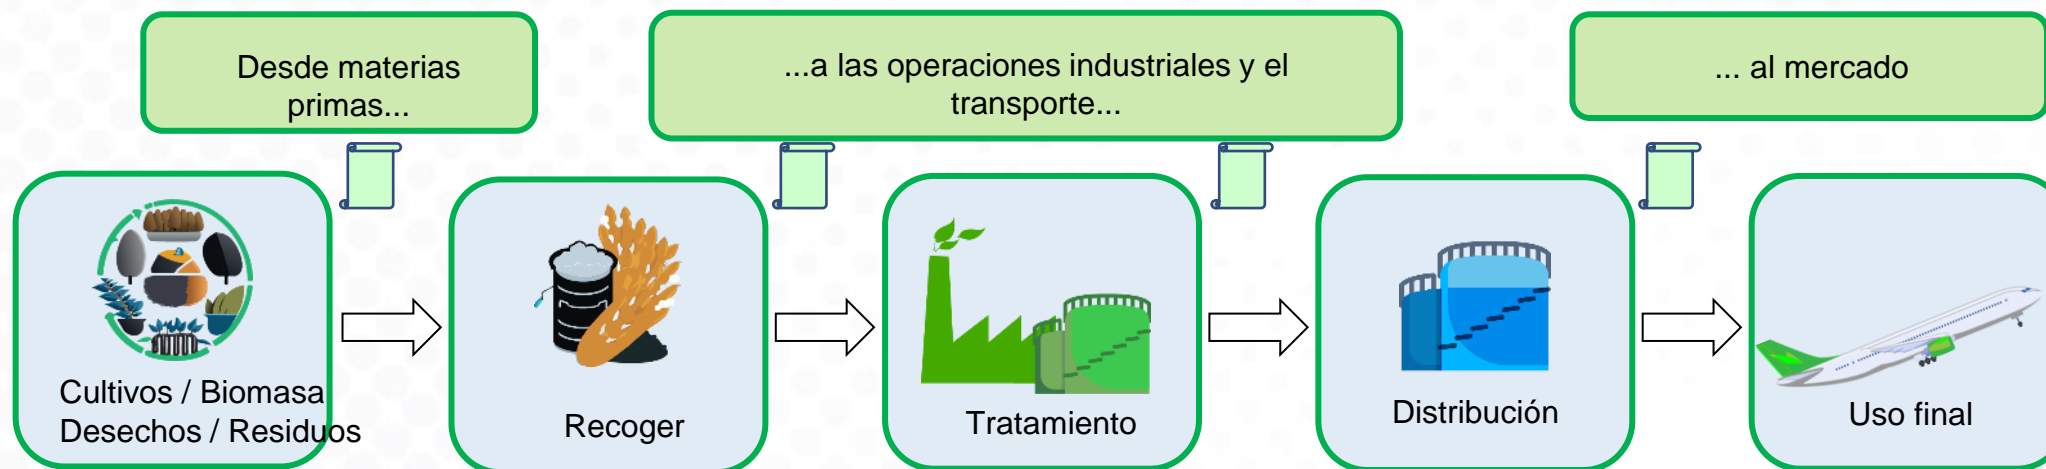 Desde materias
primas...
...a las operaciones industriales y el
transporte...
... al mercado
Cultivos / Biomasa
Desechos / Residuos
Recoger
Tratamiento
Distribución
Uso final